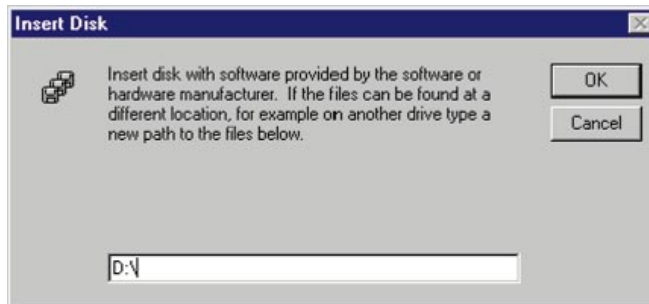 Insert Disk
Insert disk with software provided by the software or
hardware manufacturer. If the files can be found at a
different location, for example on another drive type a
new path to the files below.
OK
Cancel
D:\